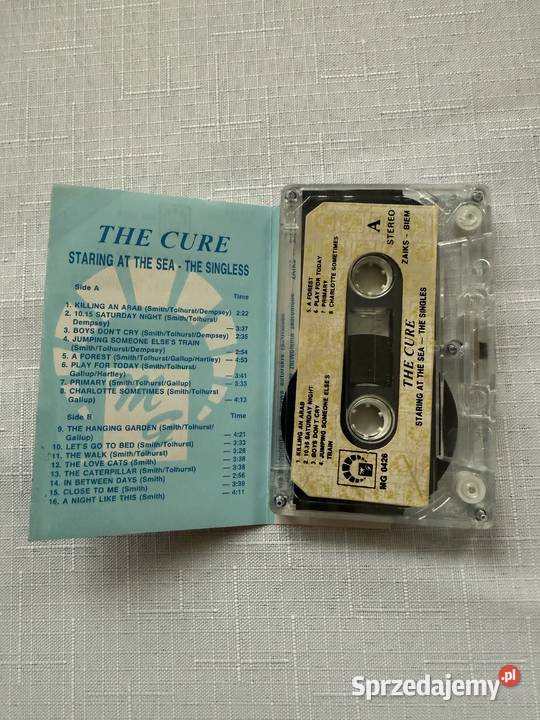 THE CURE
STARING AT THE SEA - THE SINGLESS
Side A
Time
1. KILLING AN ARAB (Smith/Tolhurst/Dempsey) 2:22
2. 10.15 SATURDAY NIGHT (Smith/Tolhurst/
Dempsey) 3:37
3. BOYS DON'T CRY (Smith/Tolhurst/Dempsey) 2:35
4. JUMPING SOMEONE ELSE'S TRAIN
(Smith/Tolhurst/Dempsey) 2:54
5. A FOREST (Smith/Tolhurst/Gallup/Hartley) 4:53
6. PLAY FOR TODAY (Smith/Tolhurst/
Gallup/Hartley) 3:41
7. PRIMARY (Smith/Tolhurst/Gallup) 3:33
8. CHARLOTTE SOMETIMES (Smith/Tolhurst/
Gallup) 4:13
Side B
Time
9. THE HANGING GARDEN (Smith/Tolhurst/
Gallup) 4:21
10. LET'S GO TO BED (Smith/Tolhurst) 3:33
11. THE WALK (Smith/Tolhurst) 3:28
12. THE LOVE CATS (Smith) 3:38
13. THE CATERPILLAR (Smith/Tolhurst) 3:38
14. IN BETWEEN DAYS (Smith) 2:56
15. CLOSE TO ME (Smith) 3:39
16. A NIGHT LIKE THIS (Smith) 4:11
A
STEREO
ZAIKS - BIEM
KILLING AN ARAB
2. 10.15 SATURDAY NIGHT
3. BOYS DON'T CRY
4. JUMPING SOMEONE ELSE'S
TRAIN
5. A FOREST
6. PLAY FOR TODAY
7. PRIMARY
8 CHARLOTTE SOMETIMES
THE CURE
STARING AT THE SEA — THE SINGLES
MG 0426
Sprzedajemy.pl